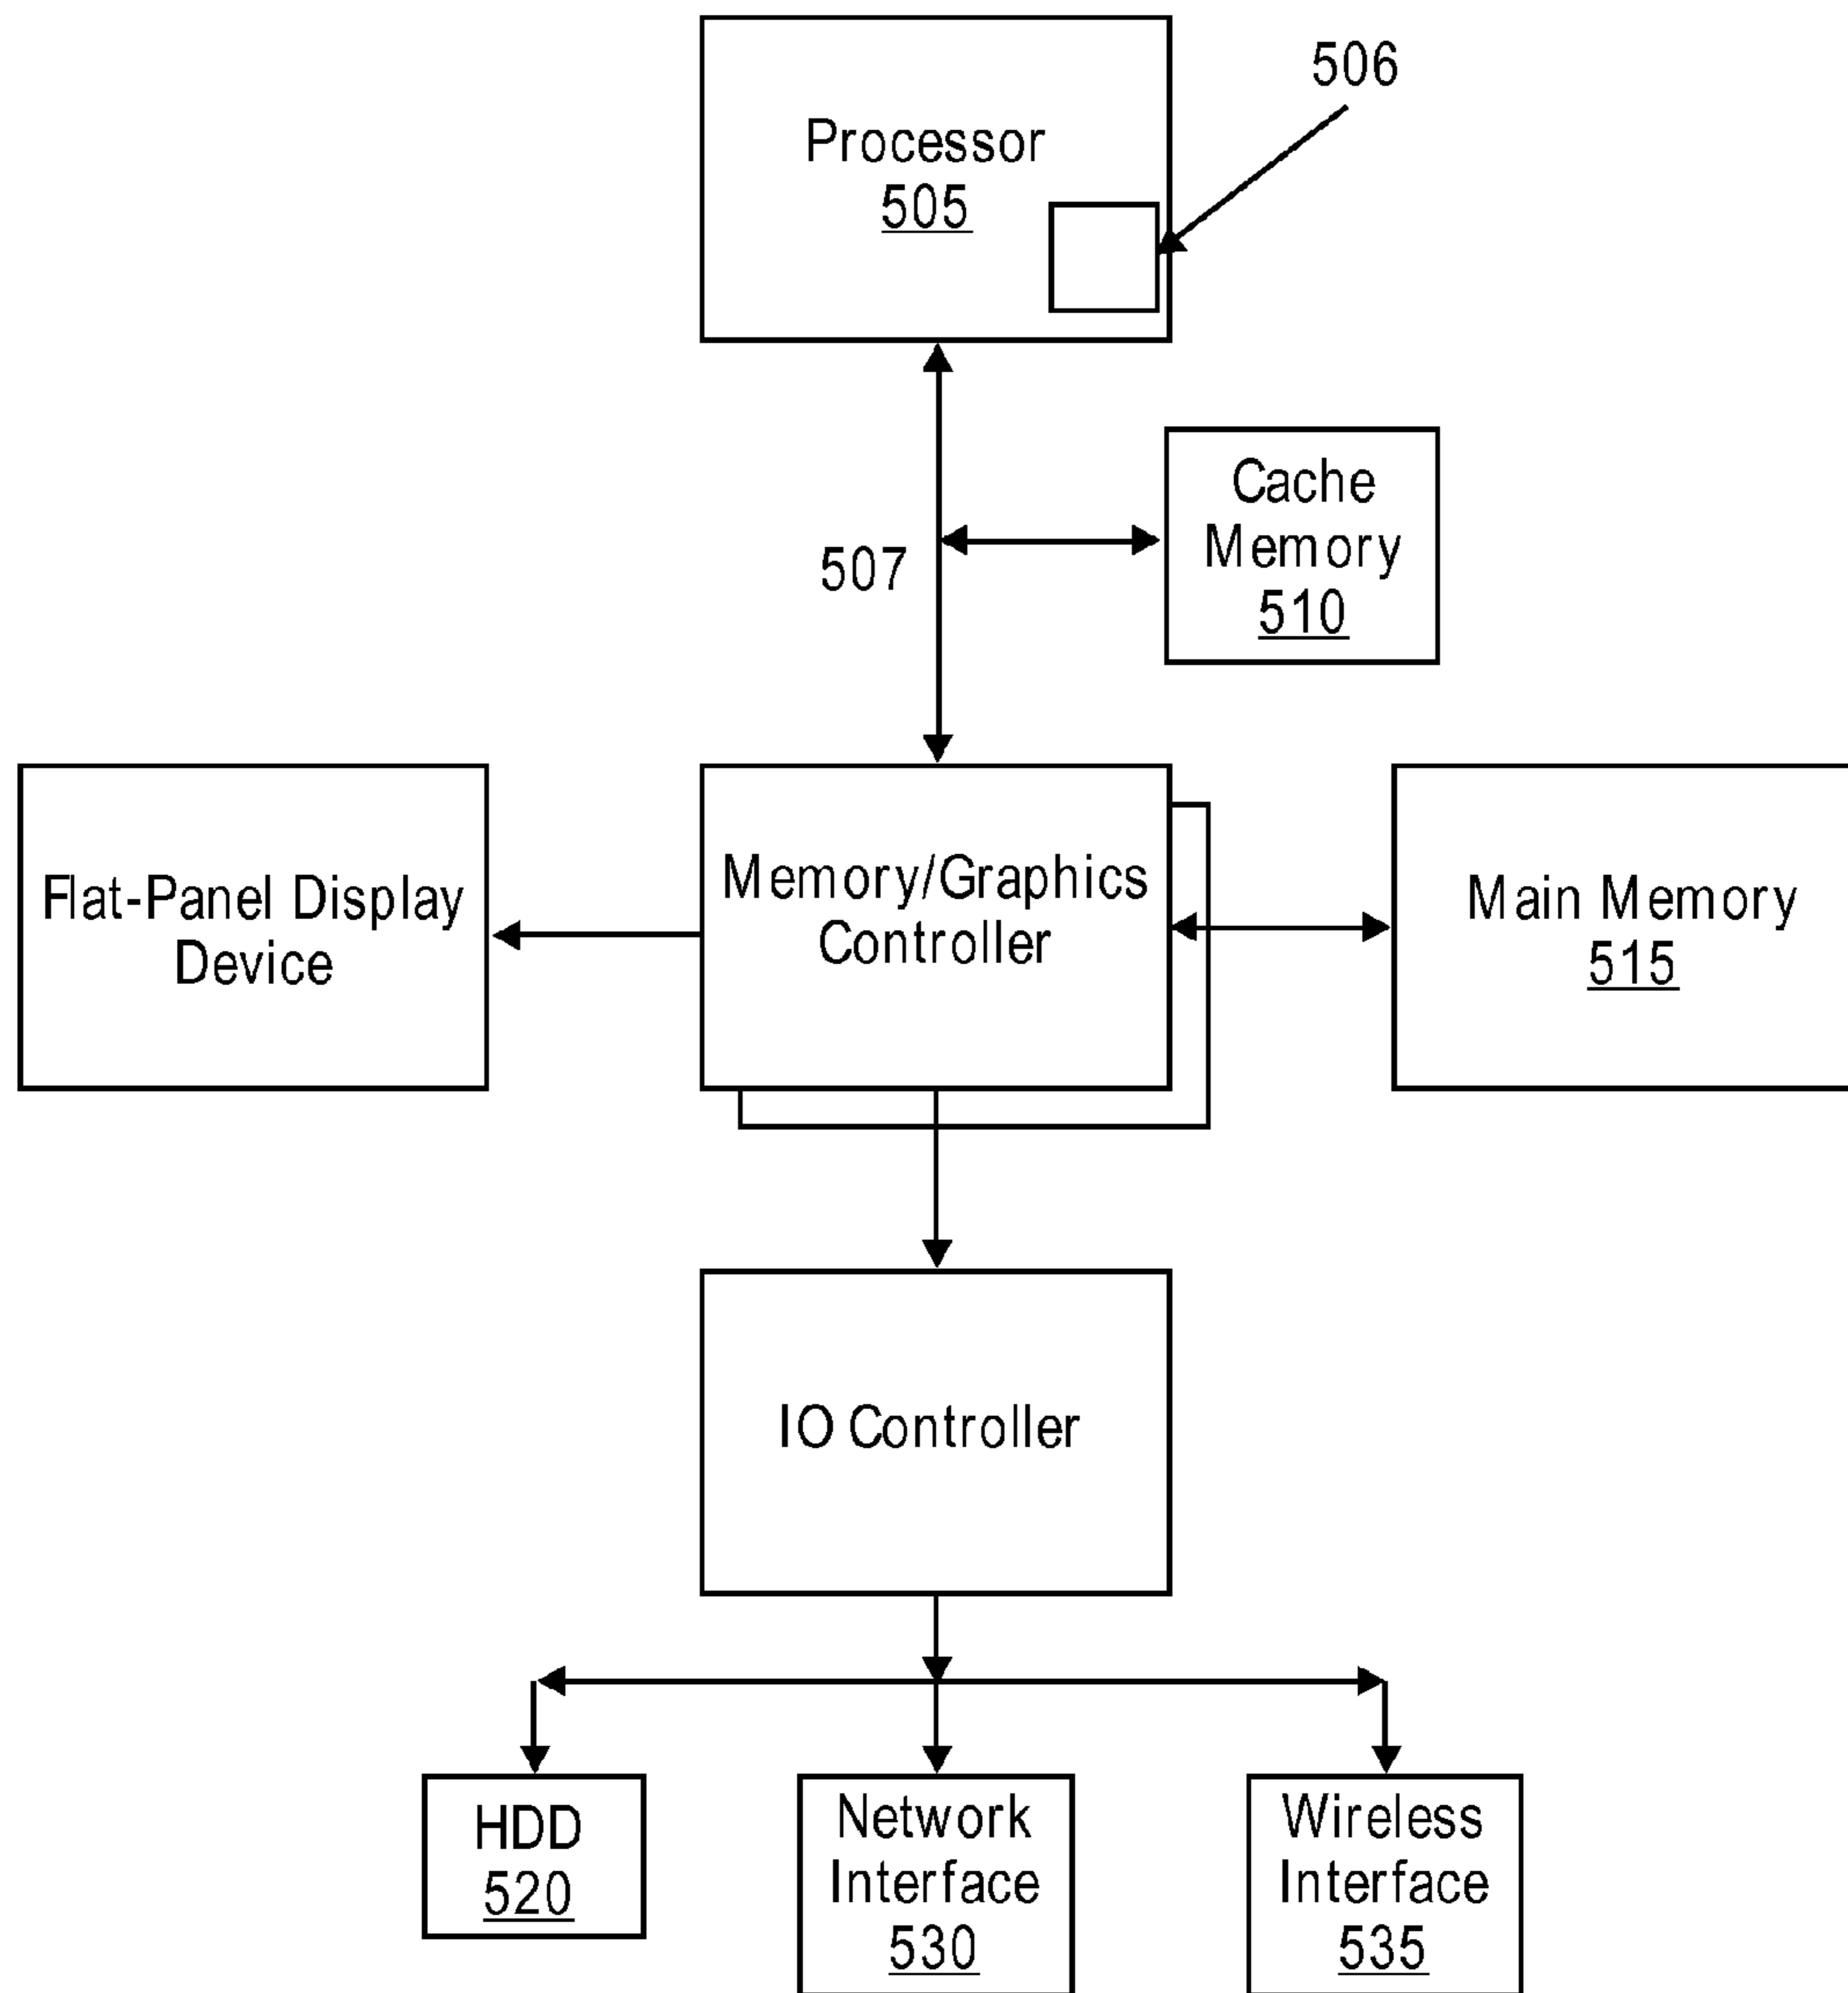 506
Processor
505
Cache
Memory
510
507
Flat-Panel Display
Device
Memory/Graphics
Controller
Main Memory
515
IO Controller
HDD
520
Network
Interface
530
Wireless
Interface
535